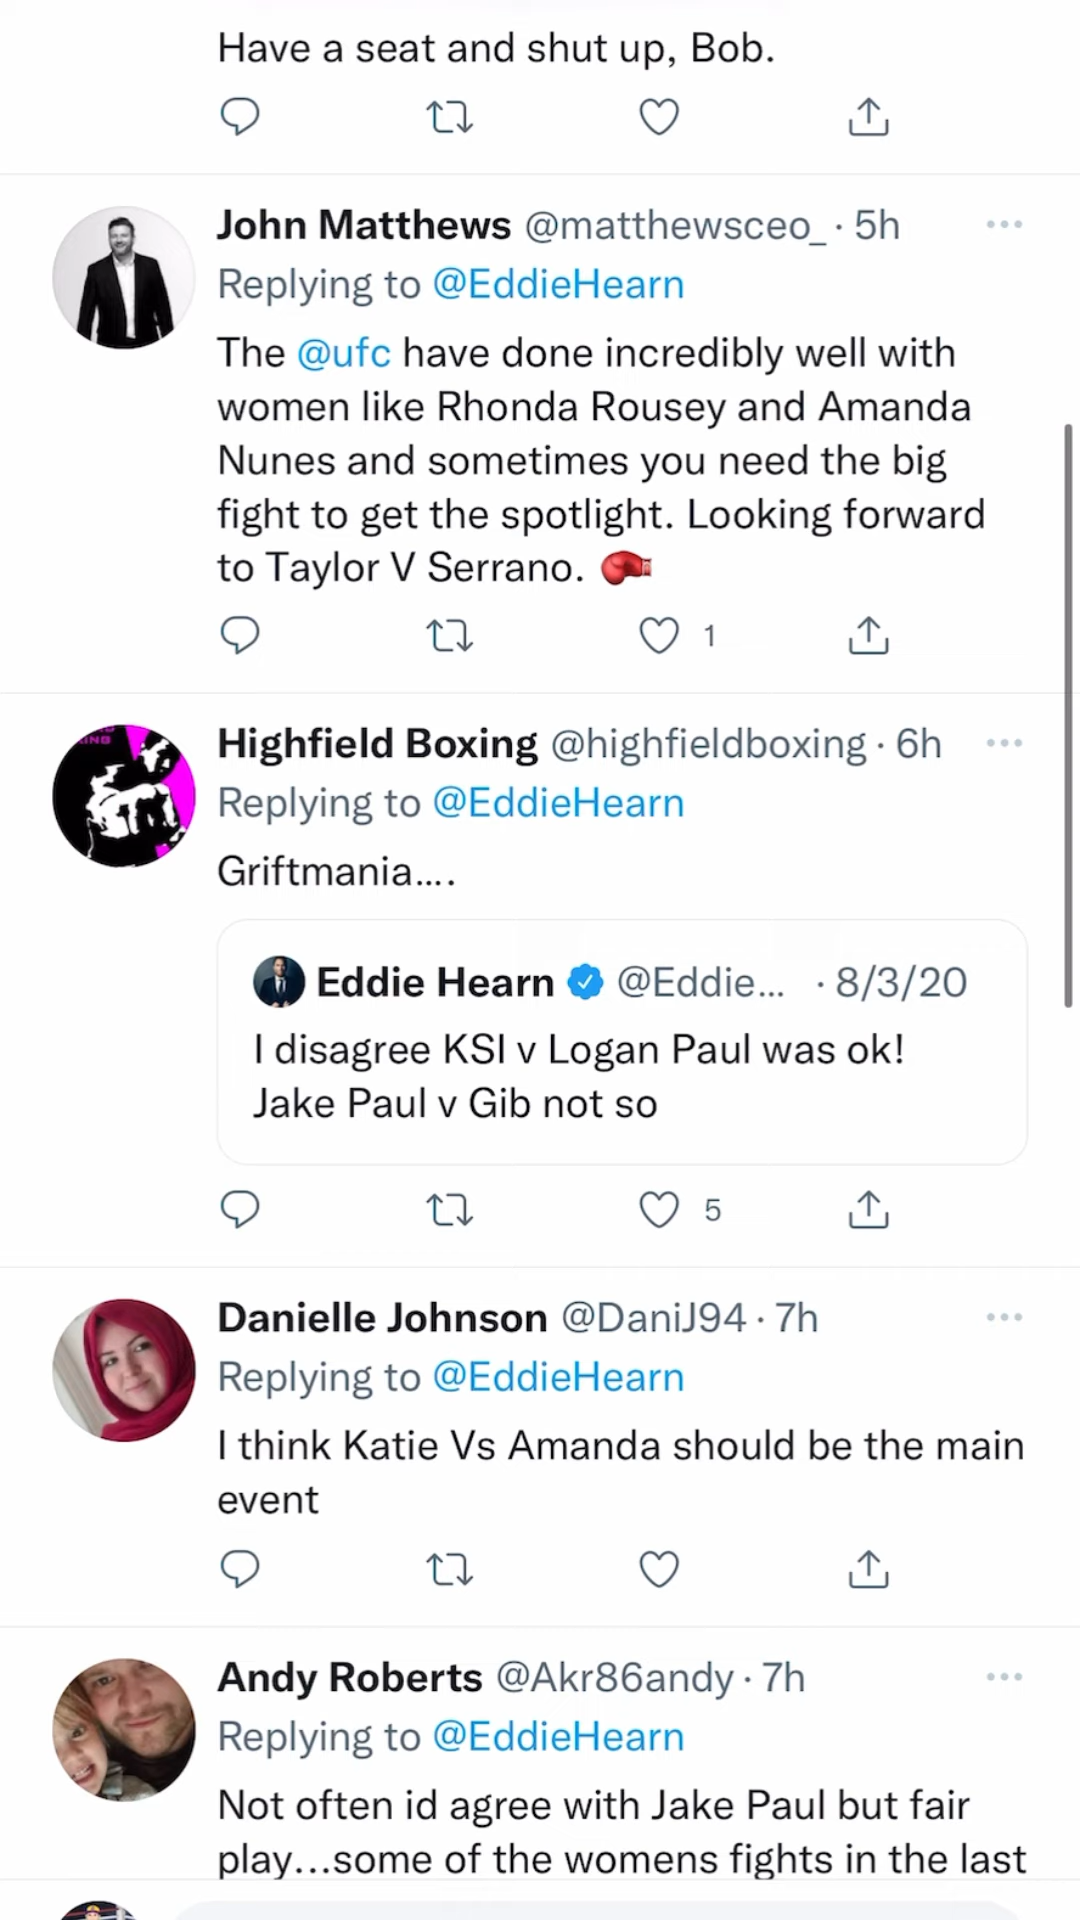 Have a seat and shut up, Bob.
John Matthews @matthewsceo_ · 5h
Replying to @EddieHearn
The @ufc have done incredibly well with
women like Rhonda Rousey and Amanda
Nunes and sometimes you need the big
fight to get the spotlight. Looking forward
to Taylor V Serrano. 🥊
1
Highfield Boxing @highfieldboxing · 6h
Replying to @EddieHearn
Griftmania....
Eddie Hearn @Eddie... · 8/3/20
I disagree KSI v Logan Paul was ok!
Jake Paul v Gib not so
5
Danielle Johnson @DaniJ94 · 7h
Replying to @EddieHearn
I think Katie Vs Amanda should be the main
event
Andy Roberts @Akr86andy · 7h
Replying to @EddieHearn
Not often id agree with Jake Paul but fair
play...some of the womens fights in the last